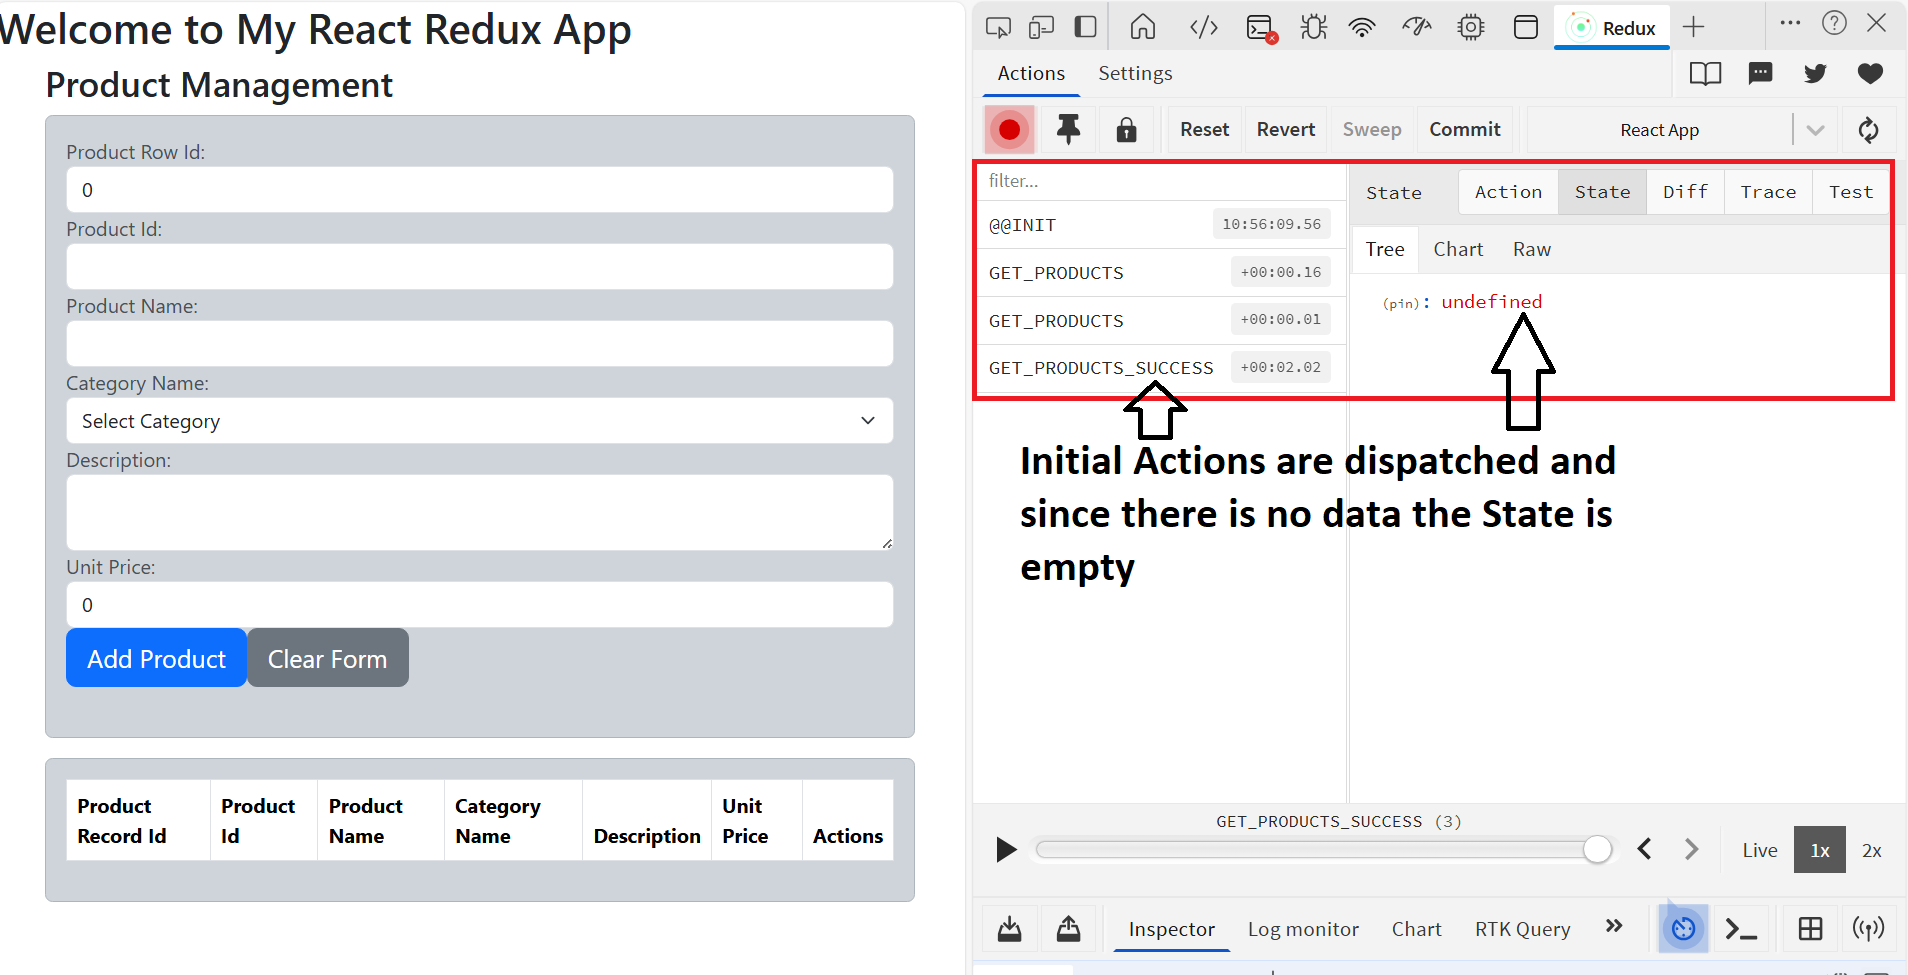 Welcome to My React Redux App
Product Management
Product Row Id:
0
Product Id:
Product Name:
Category Name:
Select Category
Description:
Unit Price:
0
Add Product Clear Form
Product Record Id
Product Id
Product Name
Category Name
Description
Unit Price
Actions
Redux
Actions Settings
Reset Revert Sweep Commit React App
filter...
@@INIT 10:56:09.56
GET_PRODUCTS +00:00.16
GET_PRODUCTS +00:00.01
GET_PRODUCTS_SUCCESS +00:02.02
State Action State Diff Trace Test
Tree Chart Raw
(pin): undefined
Initial Actions are dispatched and
since there is no data the State is
empty
GET_PRODUCTS_SUCCESS (3)
Live 1x 2x
Inspector Log monitor Chart RTK Query